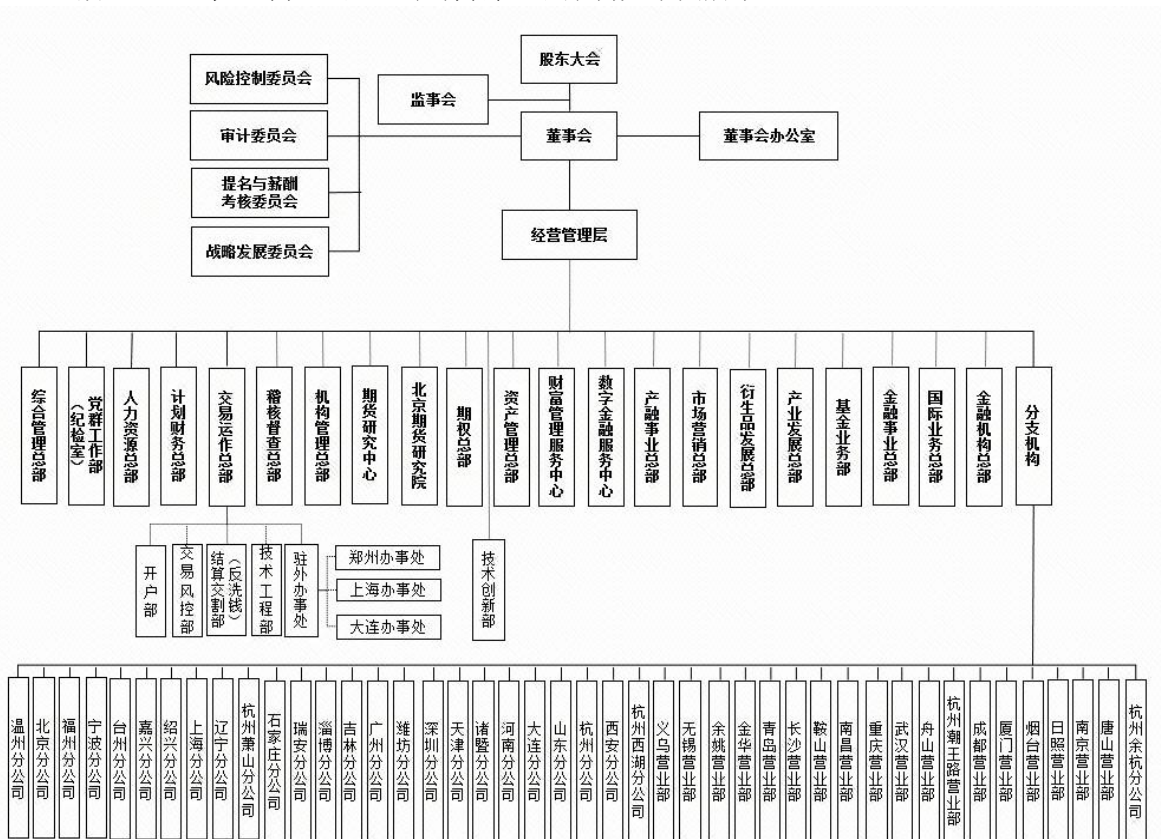 股东大会
风险控制委员会
监事会
审计委员会
董事会
董事会办公室
提名与薪酬
考核委员会
经营管理层
战略发展委员会
综合管理总部
党群工作部
（纪检室）
人力资源总部
计划财务总部
交易运作总部
稽核督查总部
机构管理总部
期货研究中心
北京期货研究院
期权总部
资产管理总部
财富管理服务中心
数字金融服务中心
产融事业总部
市场营销总部
衍生品发展总部
产业发展总部
基金业务部
金融事业总部
国际业务总部
金融机构总部
分支机构
开户部
交易风控部
（反洗钱）
结算交割部
技术工程部
驻外办事处
郑州办事处
上海办事处
大连办事处
技术创新部
温州分公司
北京分公司
福州分公司
宁波分公司
台州分公司
嘉兴分公司
绍兴分公司
上海分公司
辽宁分公司
杭州萧山分公司
石家庄分公司
瑞安分公司
淄博分公司
吉林分公司
广州分公司
潍坊分公司
深圳分公司
天津分公司
诸暨分公司
河南分公司
大连分公司
山东分公司
杭州分公司
西安分公司
杭州西湖分公司
义乌营业部
无锡营业部
余姚营业部
金华营业部
青岛营业部
长沙营业部
鞍山营业部
南昌营业部
重庆营业部
武汉营业部
舟山营业部
杭州潮王路营业部
成都营业部
厦门营业部
烟台营业部
日照营业部
南京营业部
唐山营业部
杭州余杭分公司